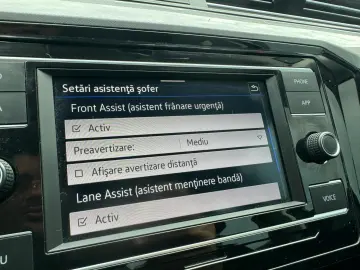 Setări asistență șofer
PHONE
Front Assist (asistent frânare urgență)
Activ
APP
Preavertizare: Mediu
Afișare avertizare distanță
Lane Assist (asistent menținere bandă)
VOICE
Activ